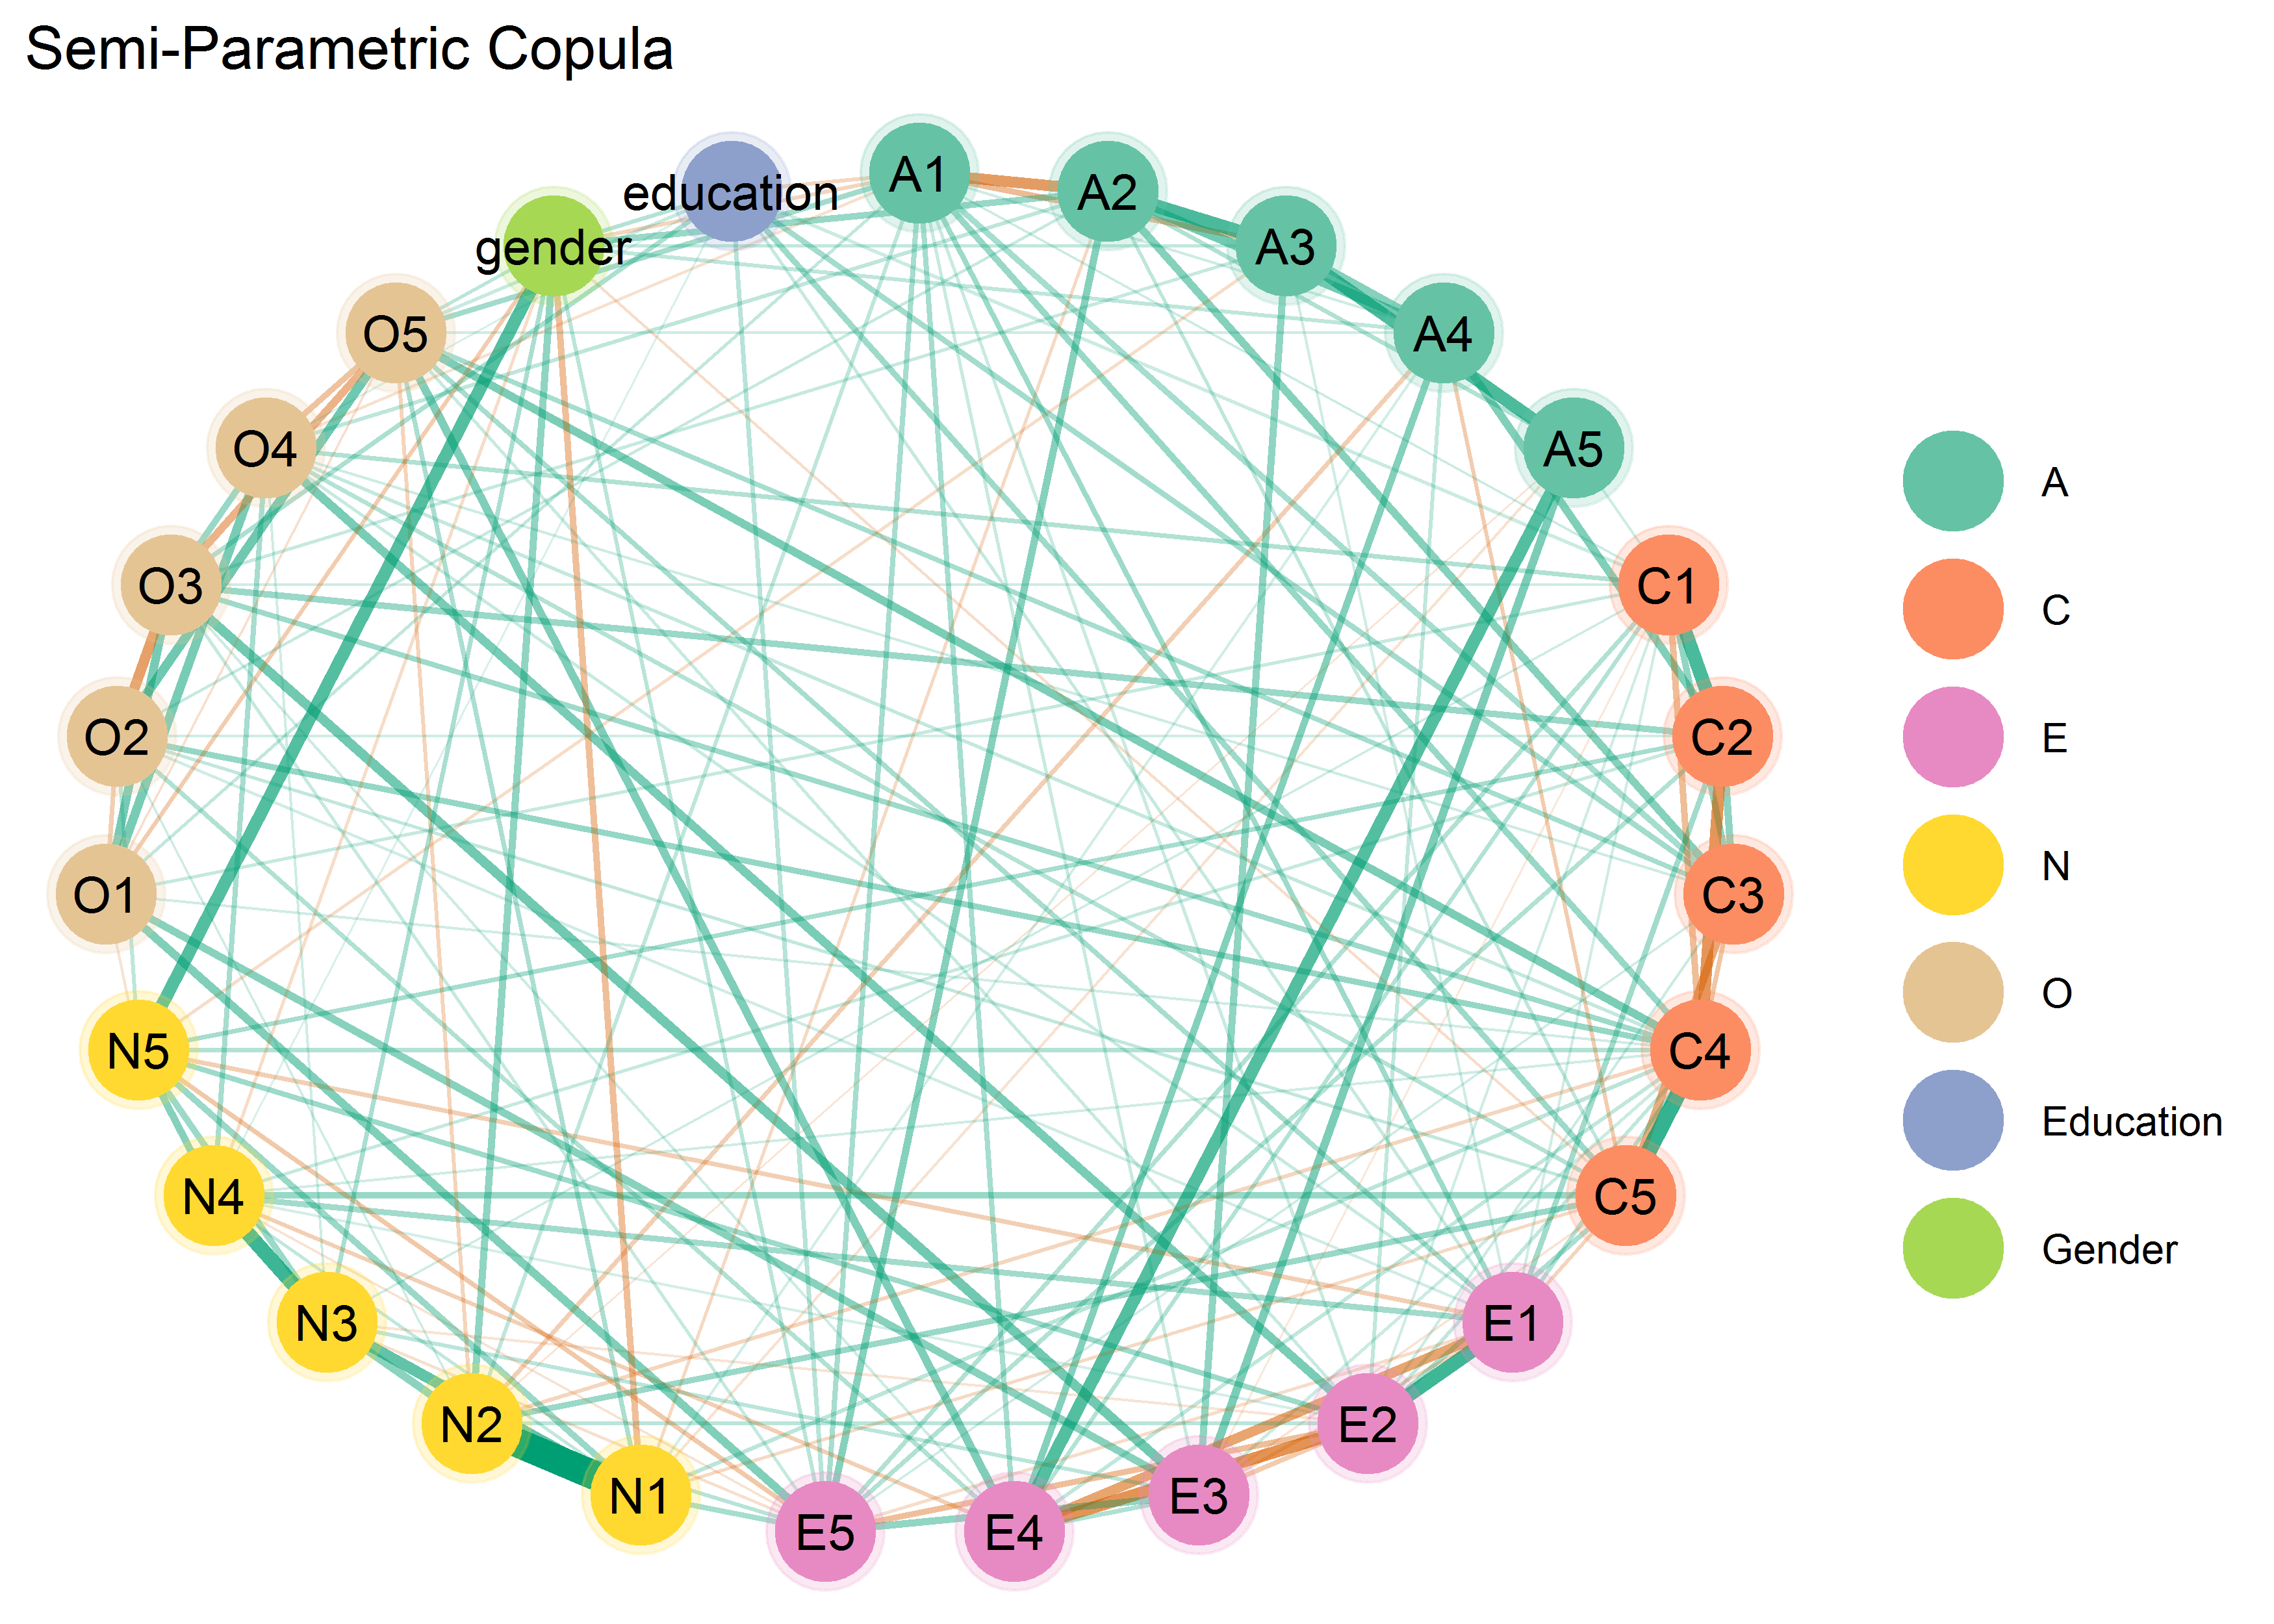 Semi-Parametric Copula
education
A1
A2
gender
A3
O5
A4
O4
A5
O3
C1
O2
C2
O1
C3
N5
C4
N4
C5
N3
E1
N2
E2
N1
E3
E5
E4
A
C
E
N
O
Education
Gender